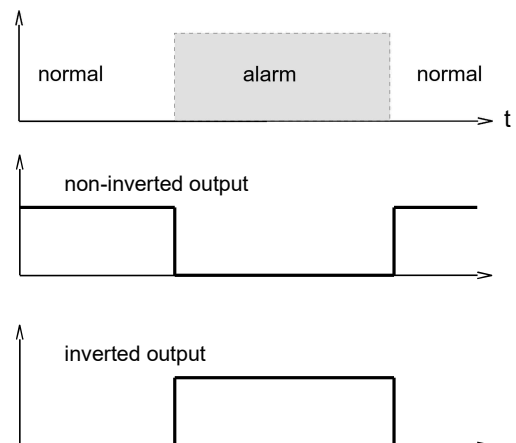 normal alarm normal
t
non-inverted output
inverted output